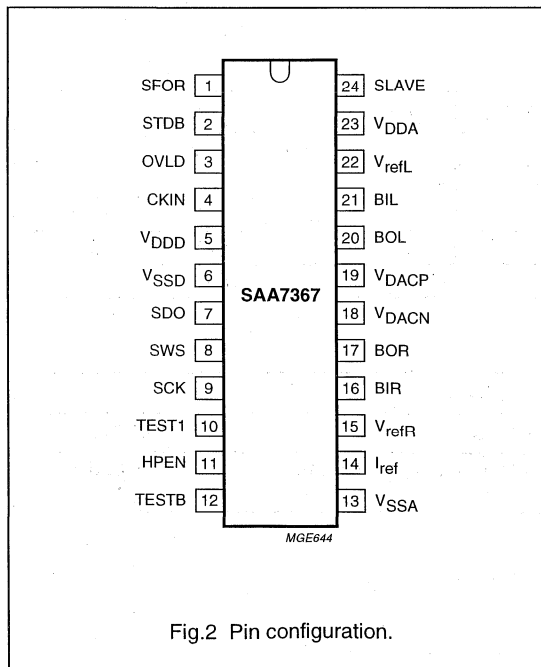 SFOR 1 24 SLAVE
STDB 2 23 VDDA
OVLD 3 22 VrefL
CKIN 4 21 BIL
VDDD 5 20 BOL
VSSD 6 19 VDACP
SAA7367
SDO 7 18 VDACN
SWS 8 17 BOR
SCK 9 16 BIR
TEST1 10 15 VrefR
HPEN 11 14 Iref
TESTB 12 13 VSSA
MGE644
Fig.2 Pin configuration.